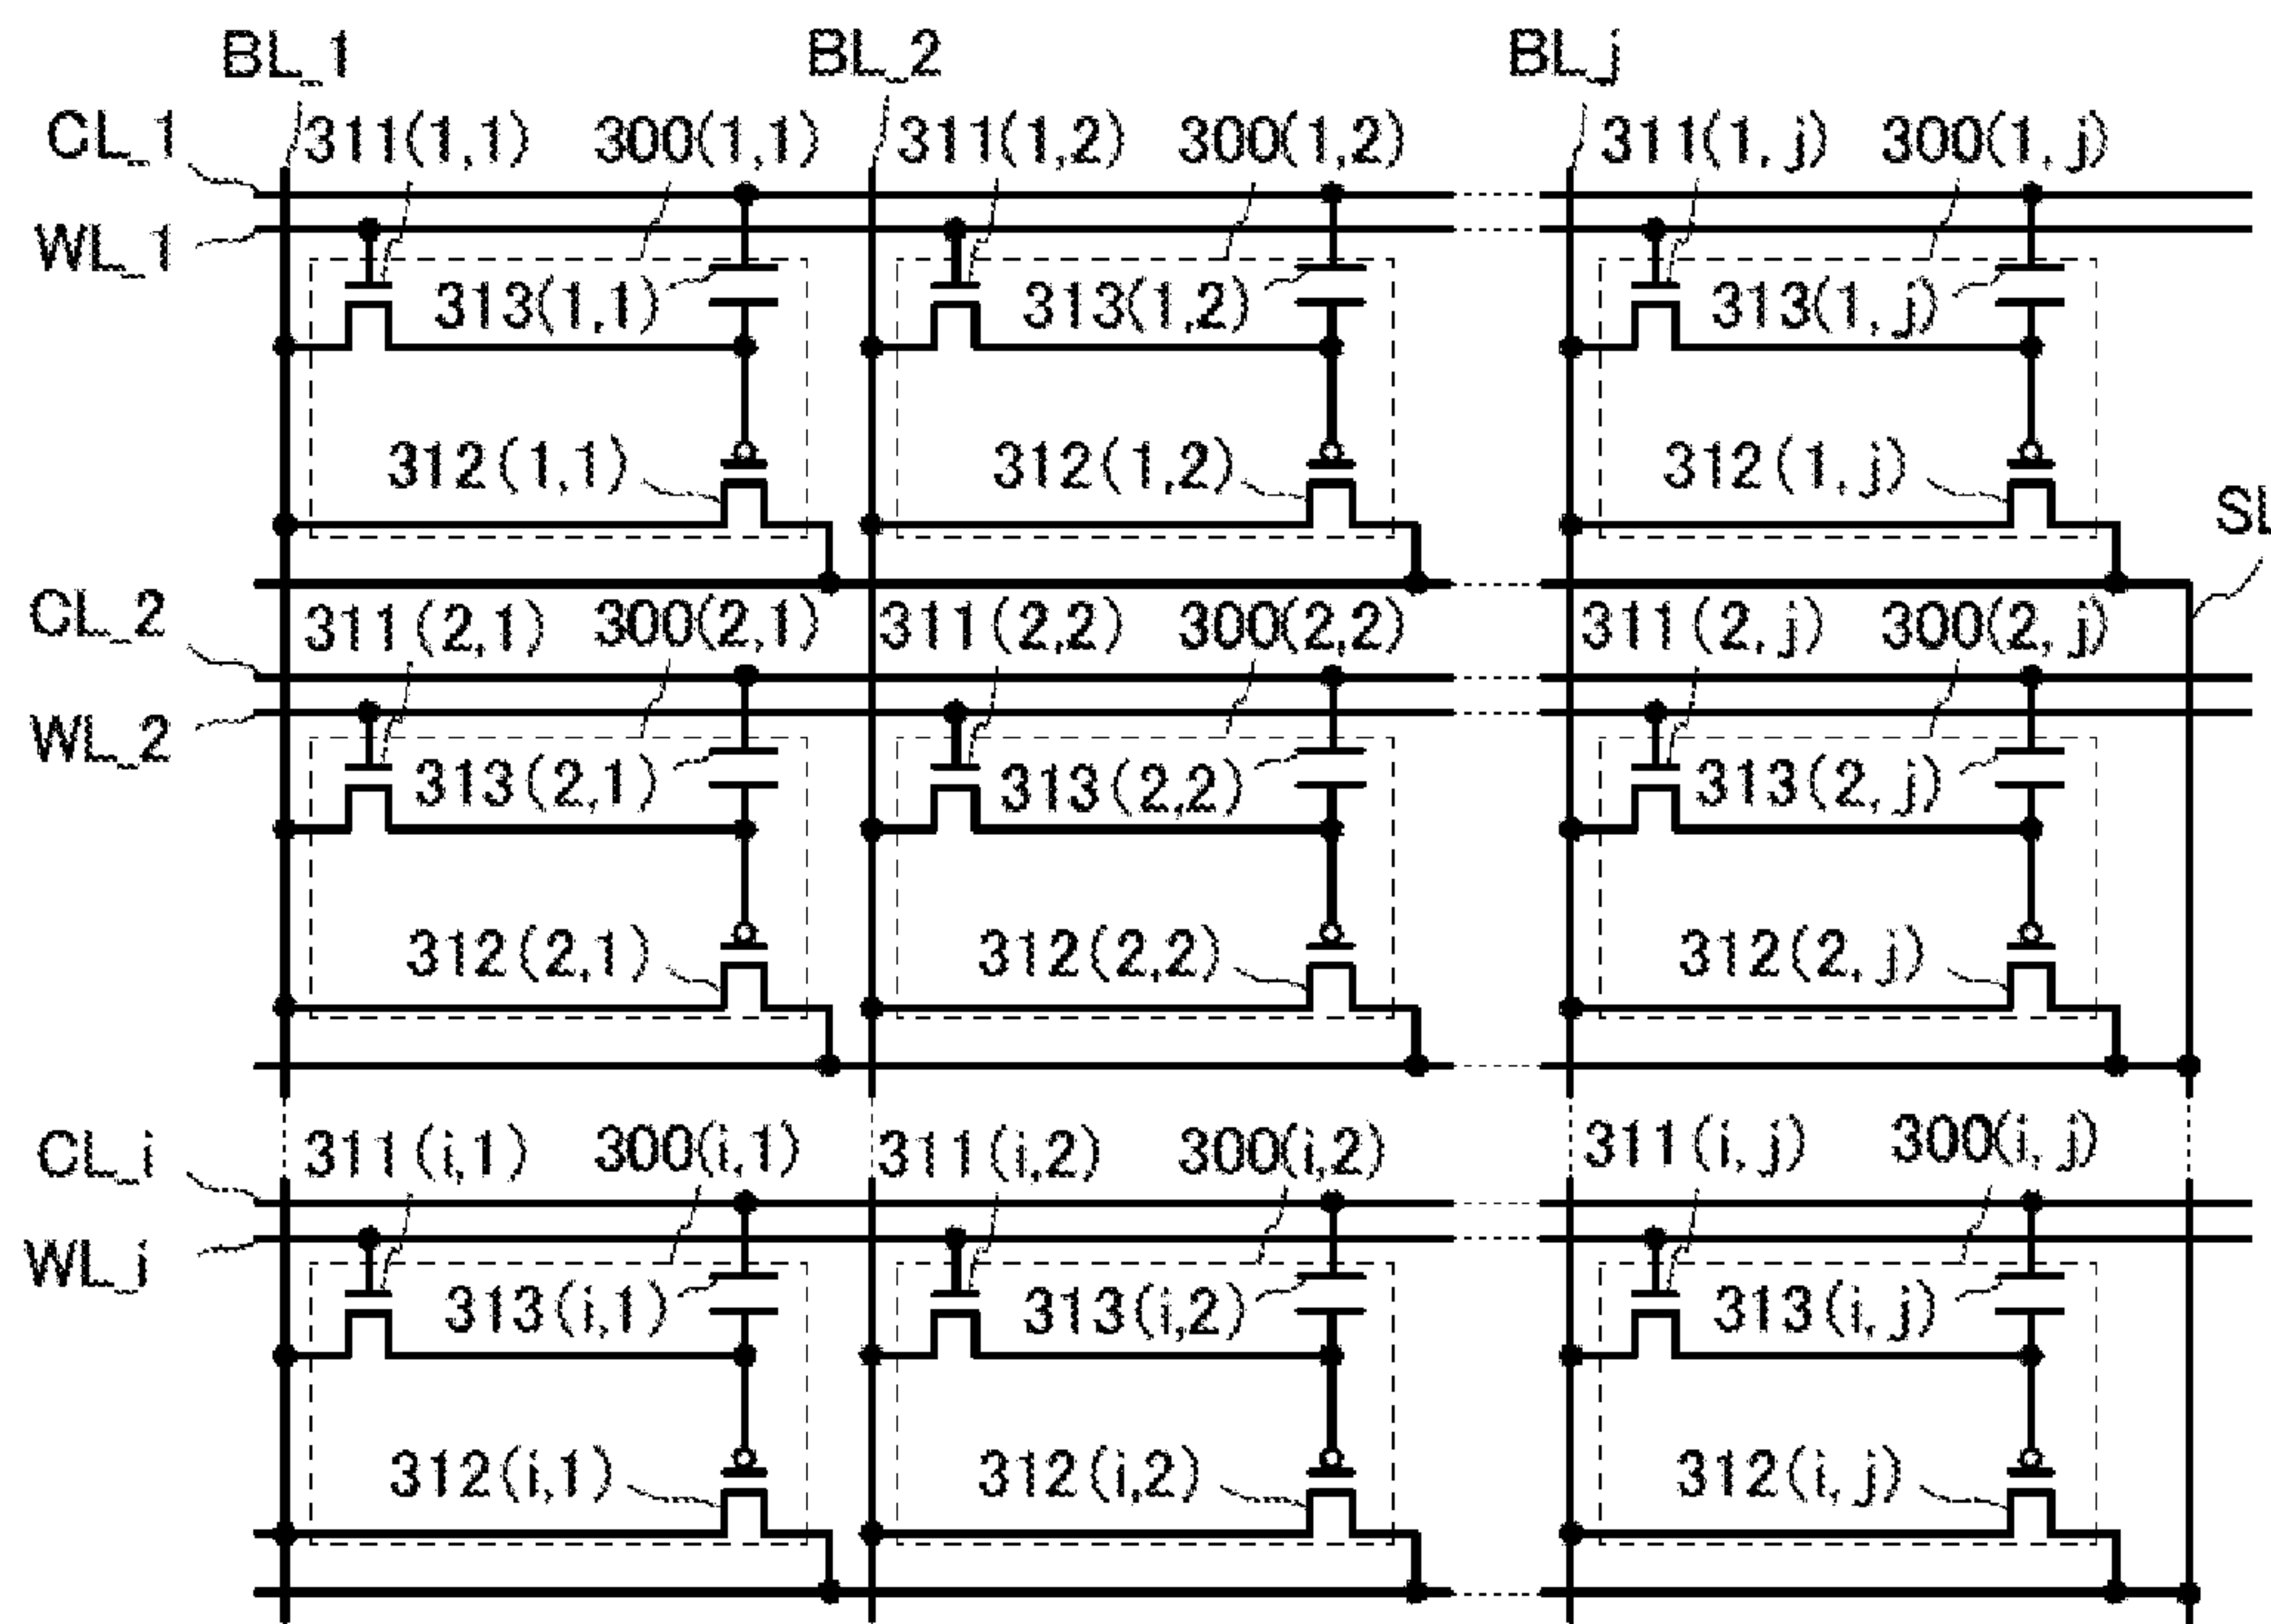 BL_1 BL_2 BL_j
CL_1 311(1,1) 300(1,1) 311(1,2) 300(1,2) 311(1,j) 300(1,j)
WL_1
313(1,1) 313(1,2) 313(1,j)
312(1,1) 312(1,2) 312(1,j)
SL
CL_2 311(2,1) 300(2,1) 311(2,2) 300(2,2) 311(2,j) 300(2,j)
WL_2
313(2,1) 313(2,2) 313(2,j)
312(2,1) 312(2,2) 312(2,j)
CL_i 311(i,1) 300(i,1) 311(i,2) 300(i,2) 311(i,j) 300(i,j)
WL_j
313(i,1) 313(i,2) 313(i,j)
312(i,1) 312(i,2) 312(i,j)